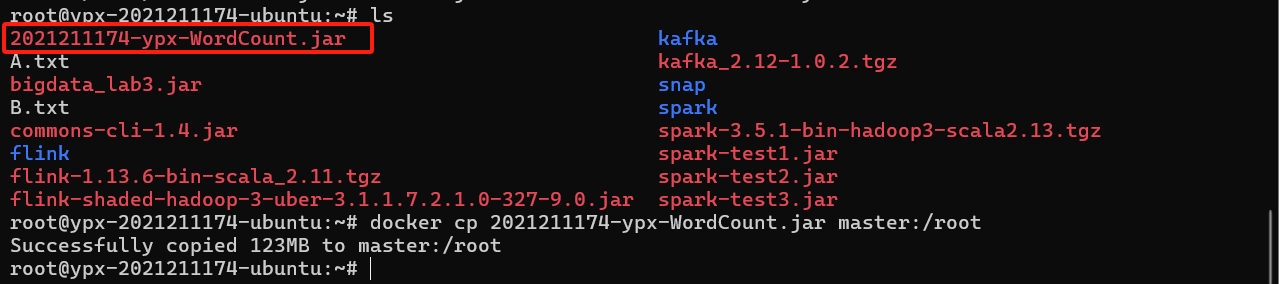 root@ypx-2021211174-ubuntu:~# ls
2021211174-ypx-WordCount.jar kafka
A.txt kafka_2.12-1.0.2.tgz
bigdata_lab3.jar snap
B.txt spark
commons-cli-1.4.jar spark-3.5.1-bin-hadoop3-scala2.13.tgz
flink spark-test1.jar
flink-1.13.6-bin-scala_2.11.tgz spark-test2.jar
flink-shaded-hadoop-3-uber-3.1.1.7.2.1.0-327-9.0.jar spark-test3.jar
root@ypx-2021211174-ubuntu:~# docker cp 2021211174-ypx-WordCount.jar master:/root
Successfully copied 123MB to master:/root
root@ypx-2021211174-ubuntu:~#